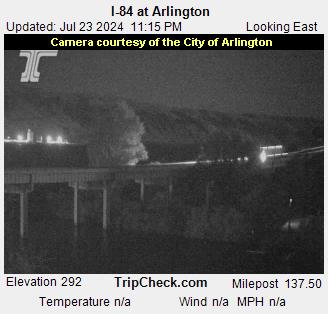 I-84 at Arlington
Updated: Jul 23 2024 11:15 PM Looking East
Camera courtesy of the City of Arlington
Elevation 292 TripCheck.com Milepost 137.50
Temperature n/a Wind n/a MPH n/a